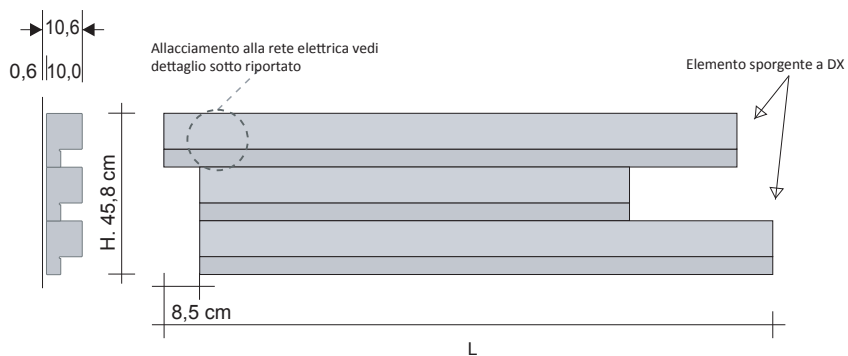 10,6
0,6 10,0
Allacciamento alla rete elettrica vedi
dettaglio sotto riportato
Elemento sporgente a DX
H. 45,8 cm
8,5 cm
L